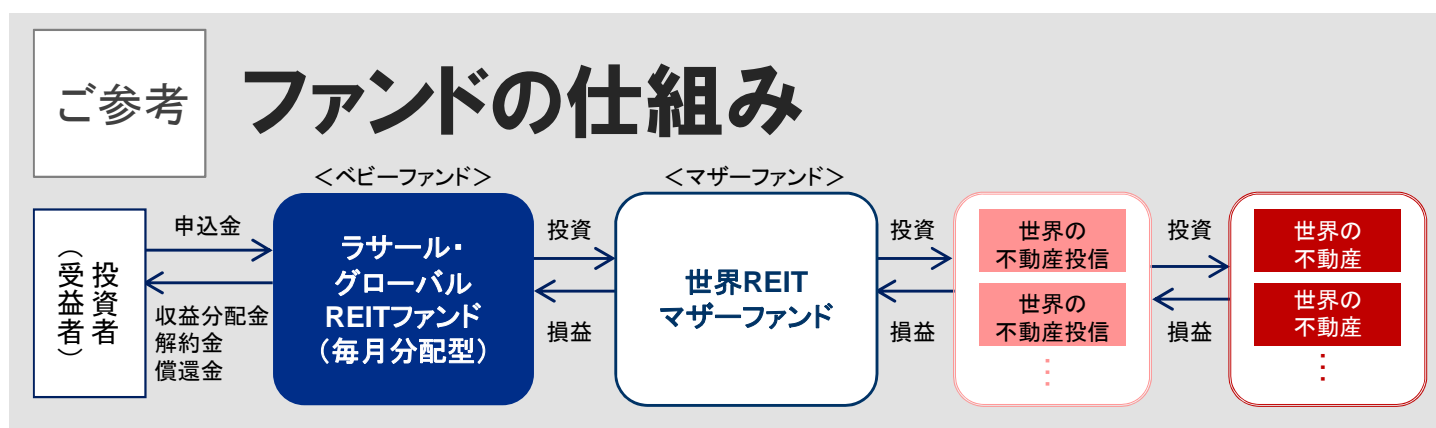 ご参考
ファンドの仕組み
＜ベビーファンド＞
＜マザーファンド＞
投資者
（受益者）
申込金
収益分配金
解約金
償還金
ラサール・
グローバル
REITファンド
（毎月分配型）
投資
損益
世界REIT
マザーファンド
投資
損益
世界の
不動産投信
世界の
不動産投信
⋮
投資
損益
世界の
不動産
世界の
不動産
⋮